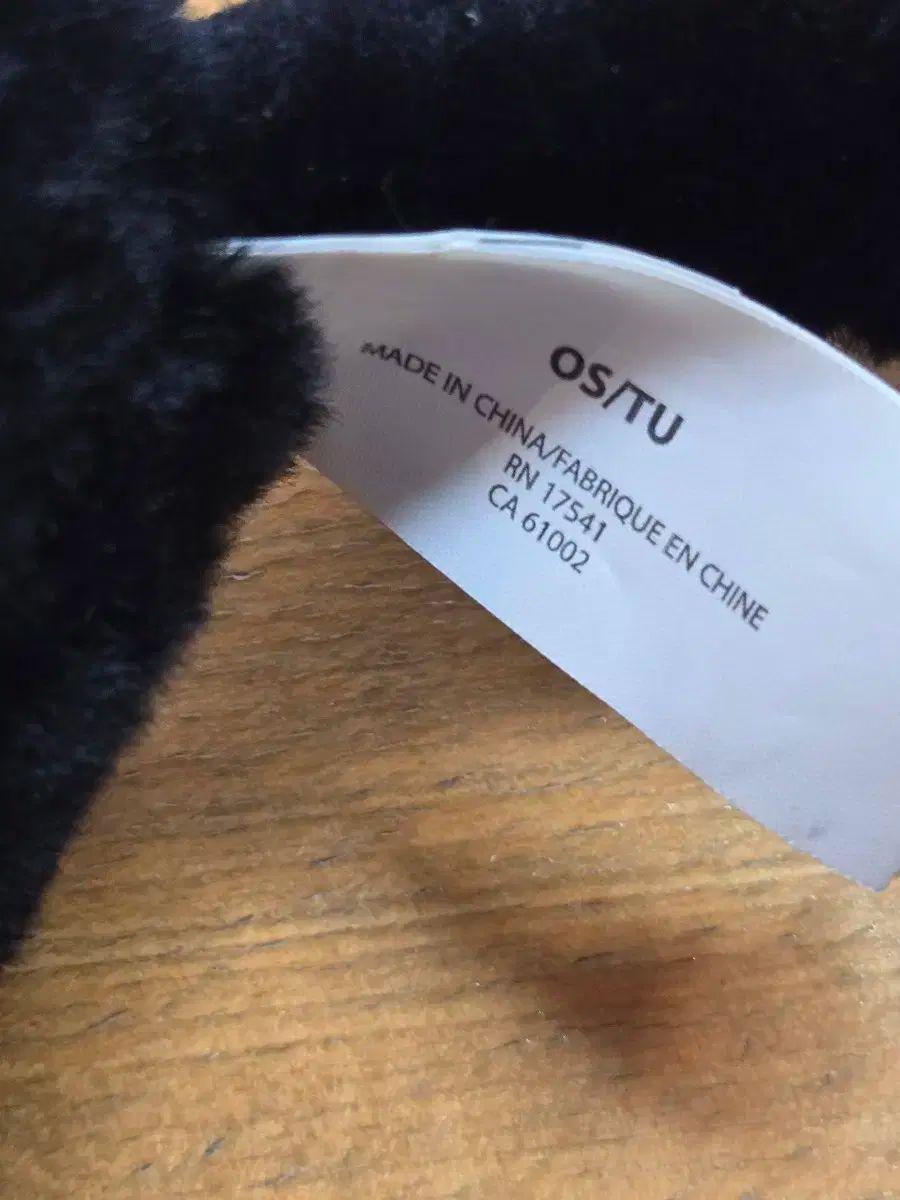 OS/TU
MADE IN CHINA/FABRIQUE EN CHINE
RN 17541
CA 61002